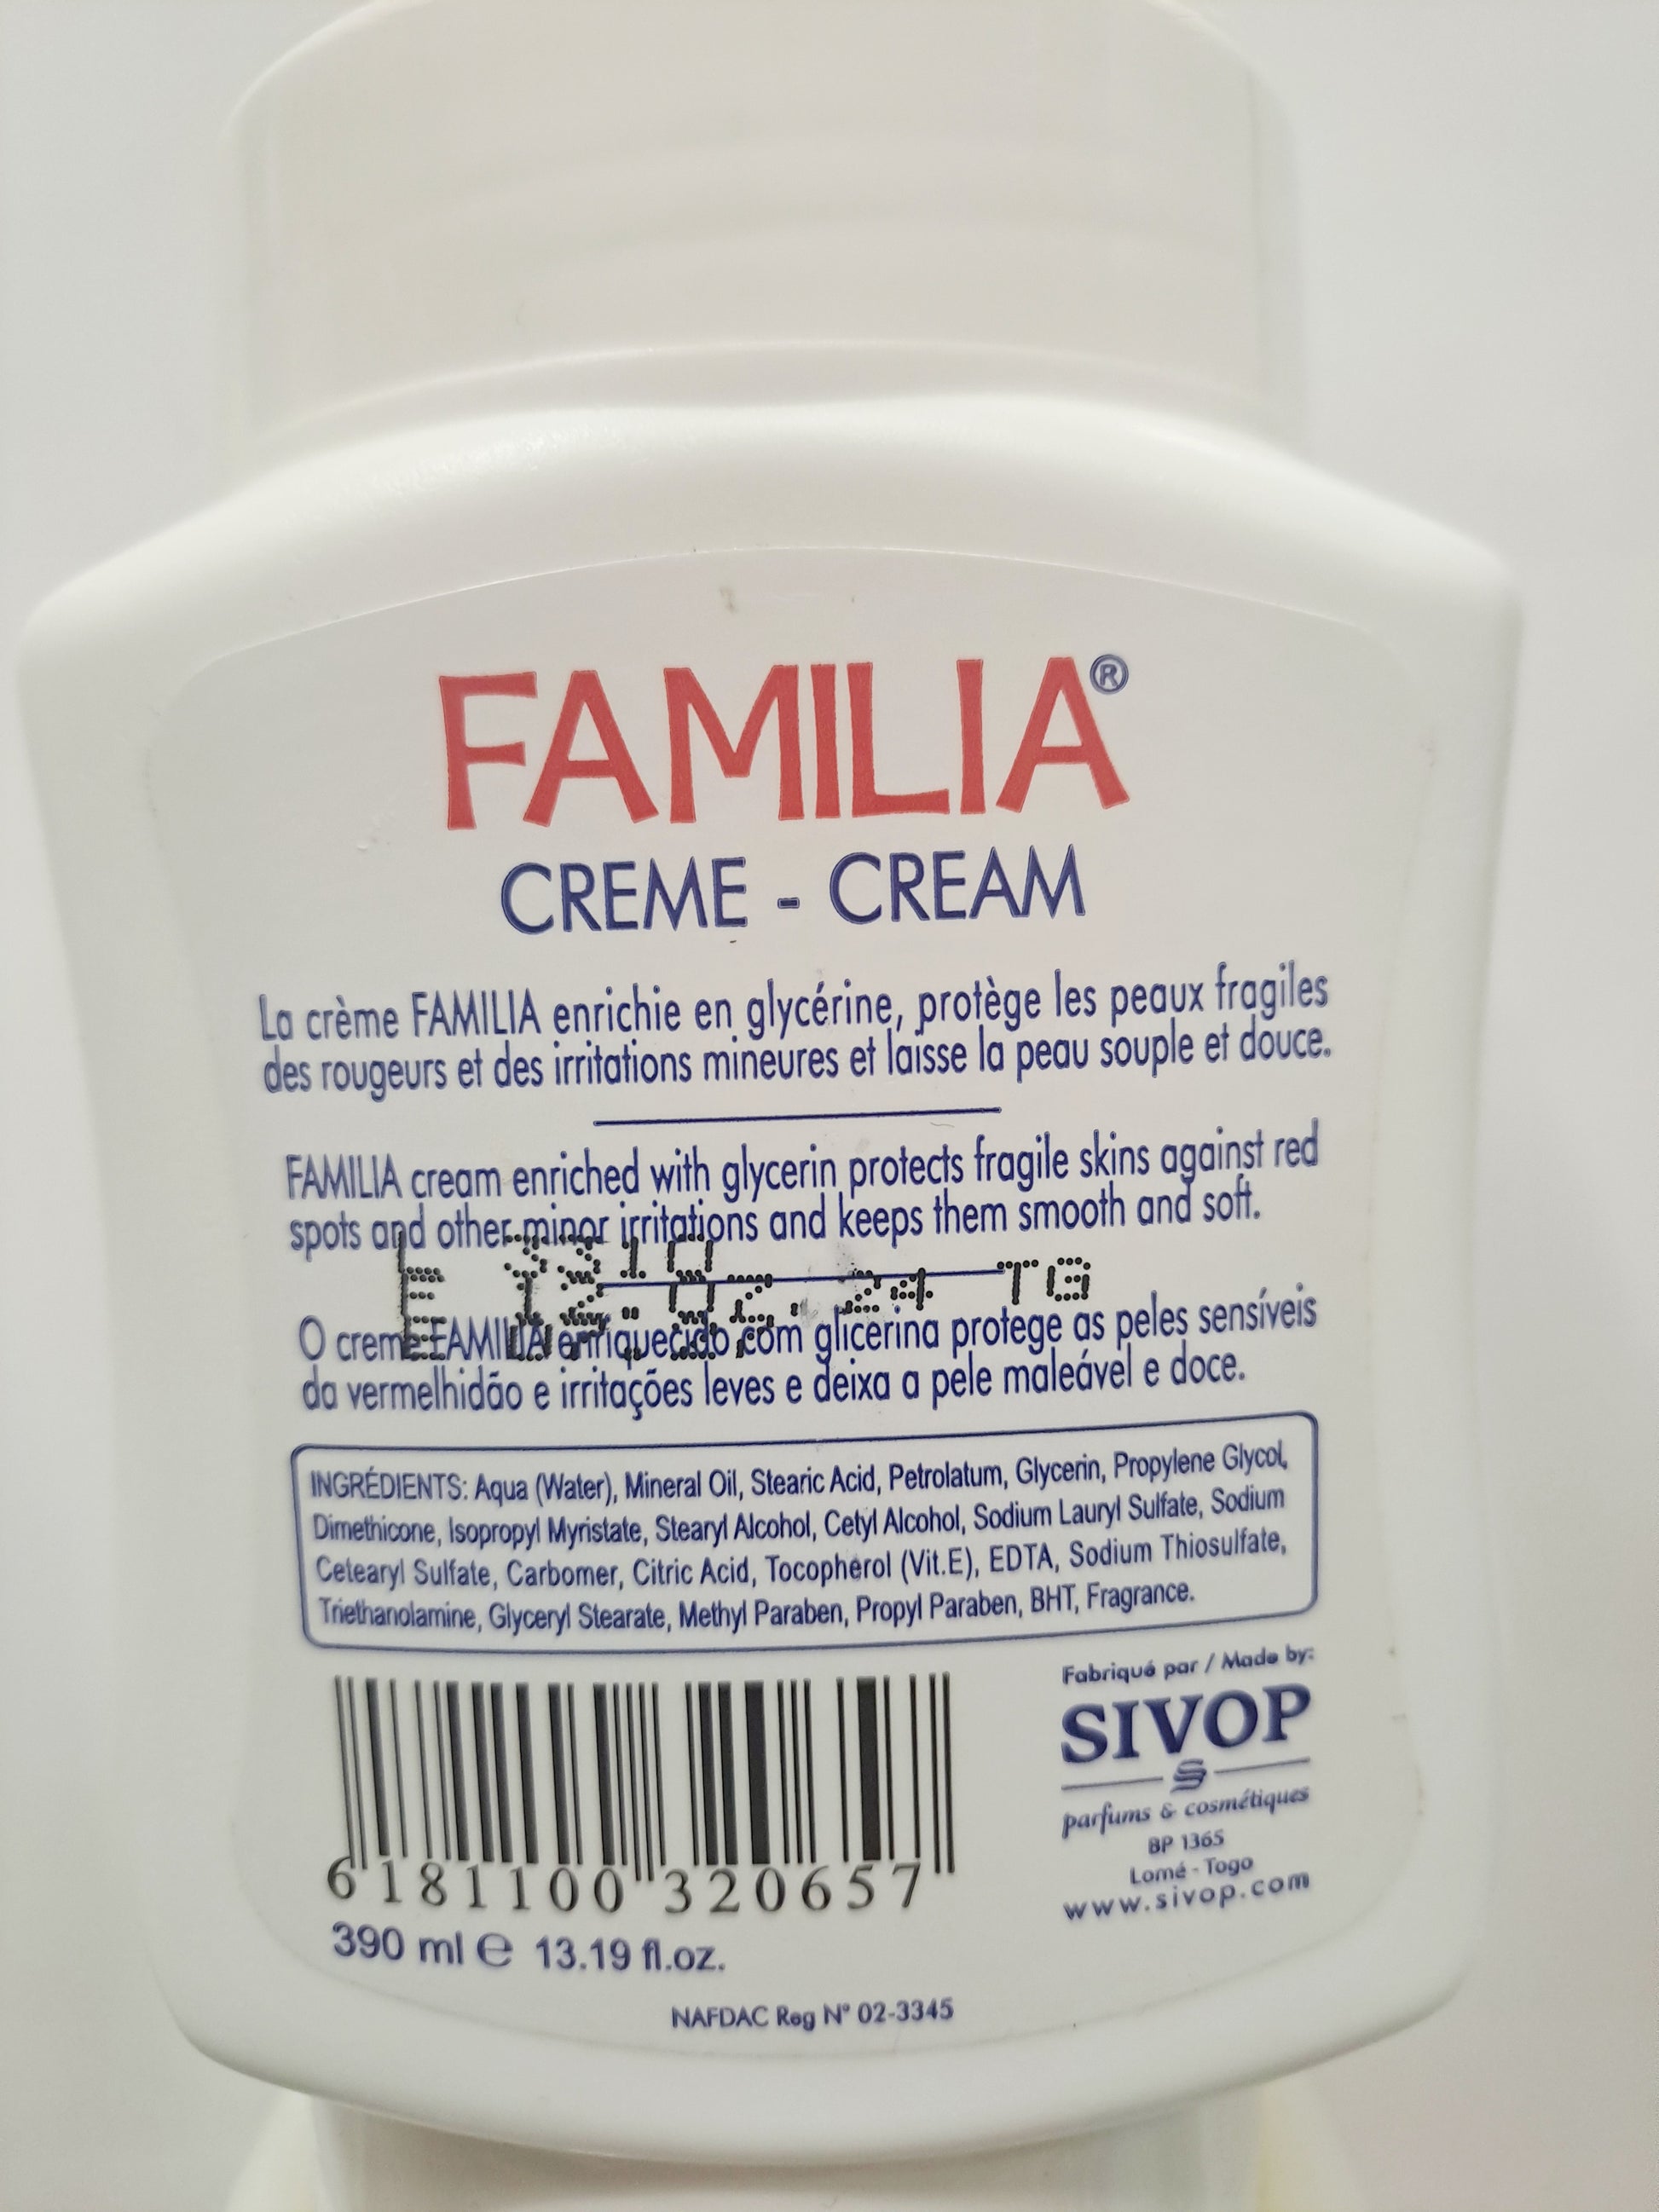 FAMILIA®
CREME - CREAM
La crème FAMILIA enrichie en glycérine, protège les peaux fragiles
des rougeurs et des irritations mineures et laisse la peau souple et douce.
FAMILIA cream enriched with glycerin protects fragile skins against red
spots and other minor irritations and keeps them smooth and soft.
24 TG
O creme FAMILIA enriquecido com glicerina protege as peles sensíveis
da vermelhidão e irritações leves e deixa a pele maleável e doce.
INGRÉDIENTS: Aqua (Water), Mineral Oil, Stearic Acid, Petrolatum, Glycerin, Propylene Glycol,
Dimethicone, Isopropyl Myristate, Stearyl Alcohol, Cetyl Alcohol, Sodium Lauryl Sulfate, Sodium
Cetearyl Sulfate, Carbomer, Citric Acid, Tocopherol (Vit.E), EDTA, Sodium Thiosulfate,
Triethanolamine, Glyceryl Stearate, Methyl Paraben, Propyl Paraben, BHT, Fragrance.
Fabriqué par / Made by:
SIVOP
parfums & cosmétiques
BP 1365
Lomé - Togo
www.sivop.com
6181100320657
390 ml e 13.19 fl.oz.
NAFDAC Reg N° 02-3345